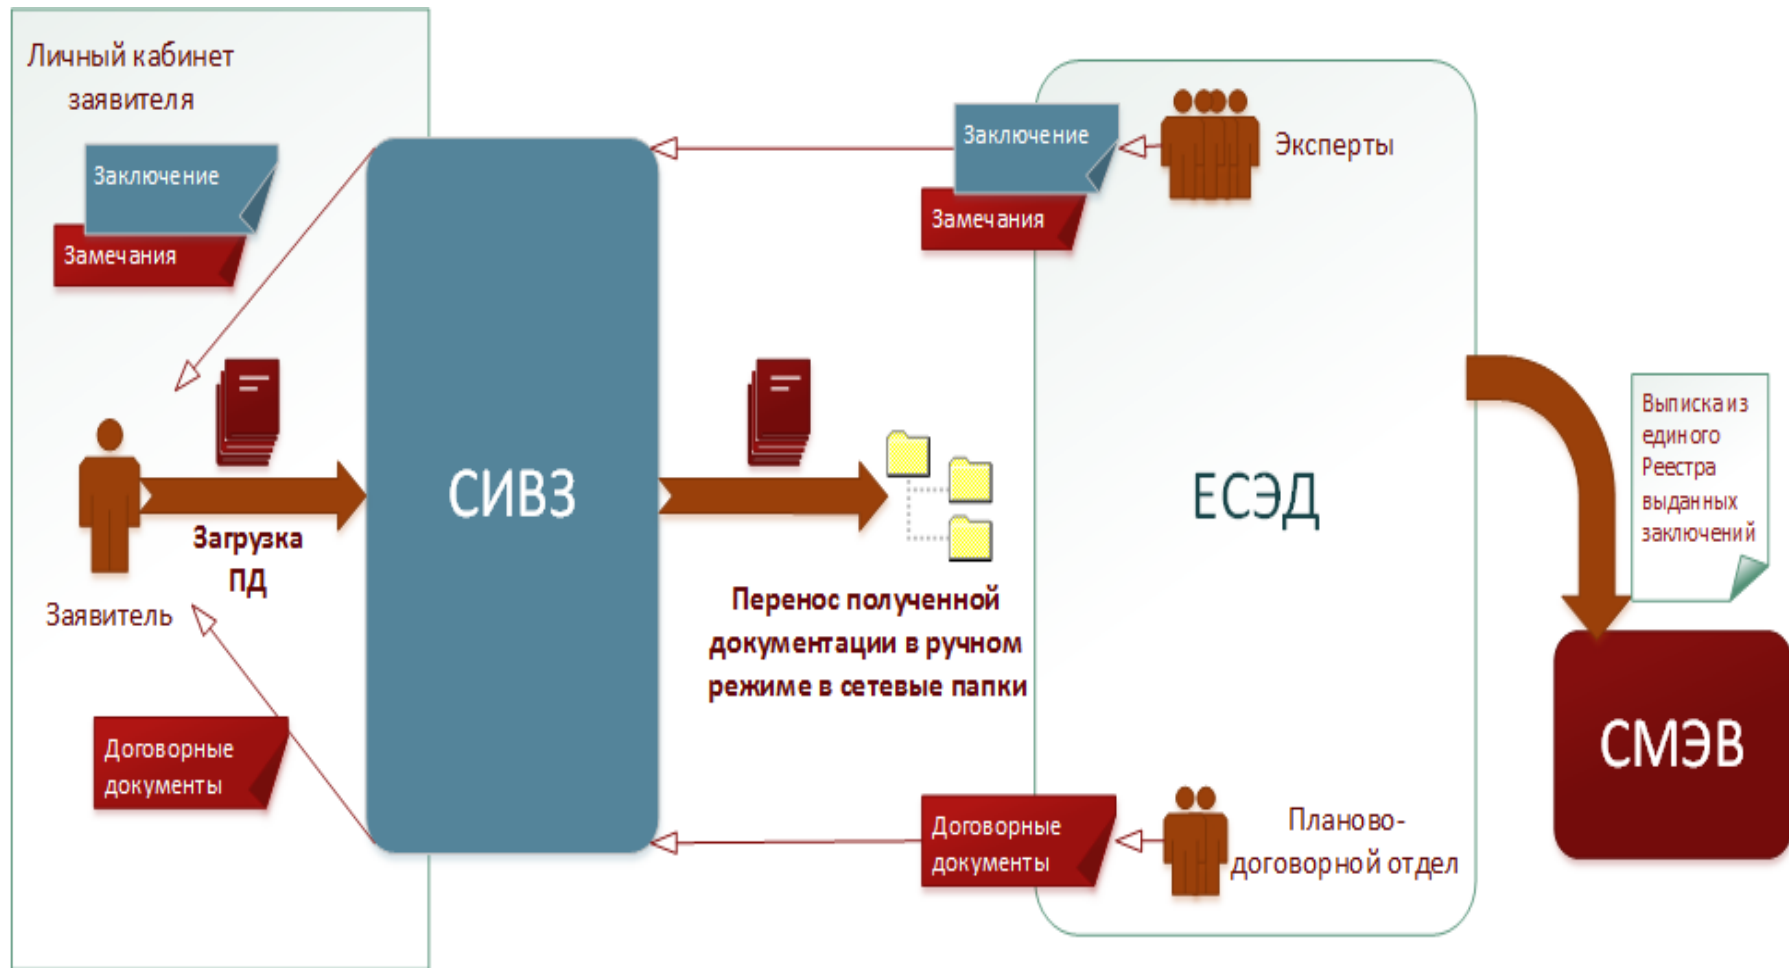 Личный кабинет
заявителя
Заключение
Замечания
Загрузка
ПД
Заявитель
Договорные
документы
СИВЗ
Перенос полученной
документации в ручном
режиме в сетевые папки
Заключение
Замечания
Эксперты
ЕСЭД
Договорные
документы
Планово-
договорной отдел
Выписка из
единого
Реестра
выданных
заключений
СМЭВ